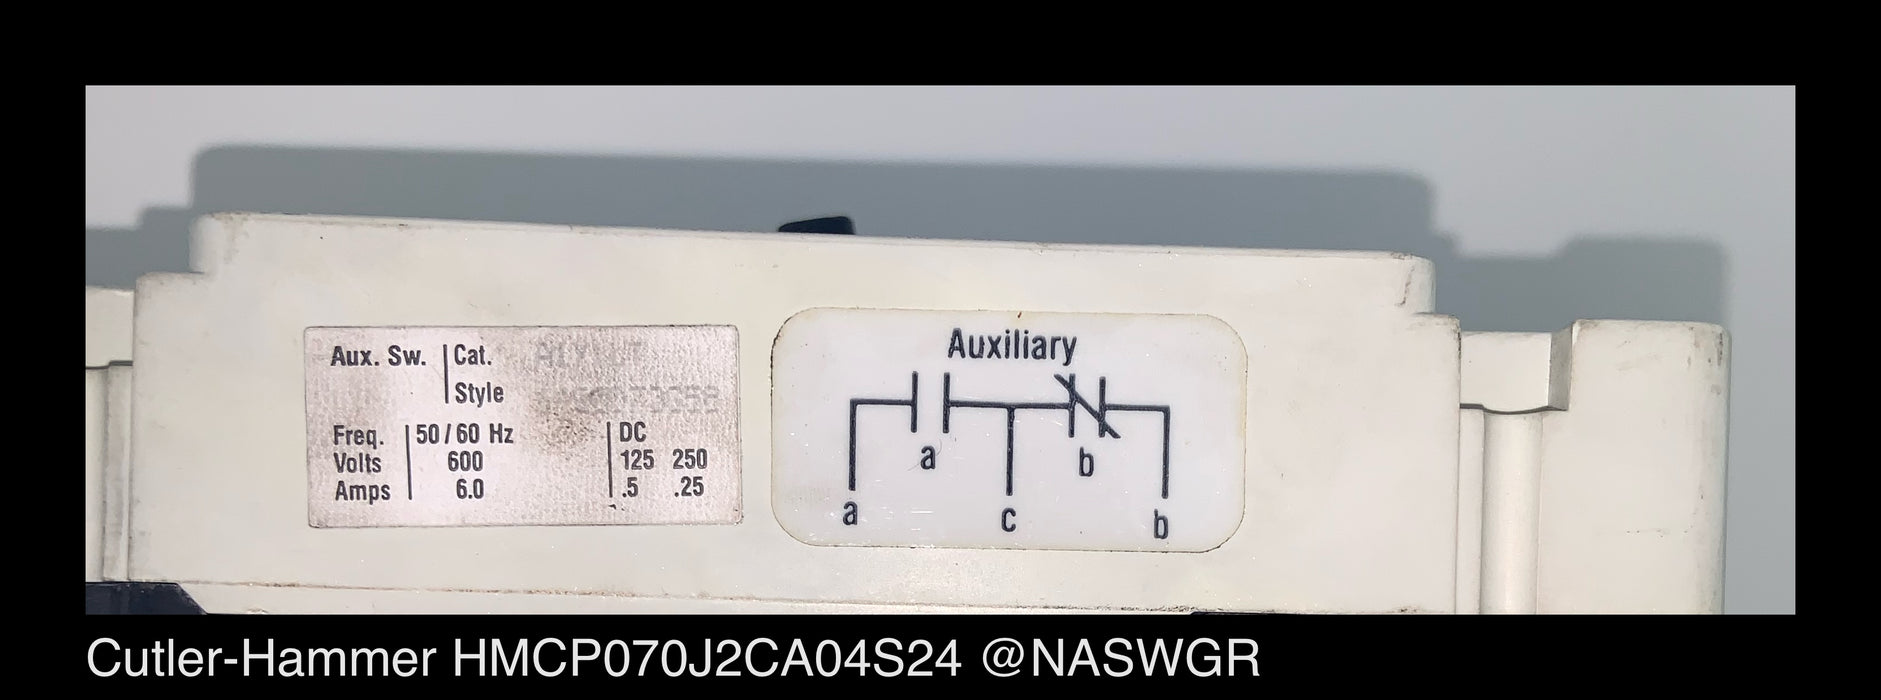 Aux. Sw. Cat.
Style
Freq. 50/60 Hz DC
Volts 600 125 250
Amps 6.0 .5 .25
Auxiliary
a b
a c b
Cutler-Hammer HMCP070J2CA04S24 @NASWGR